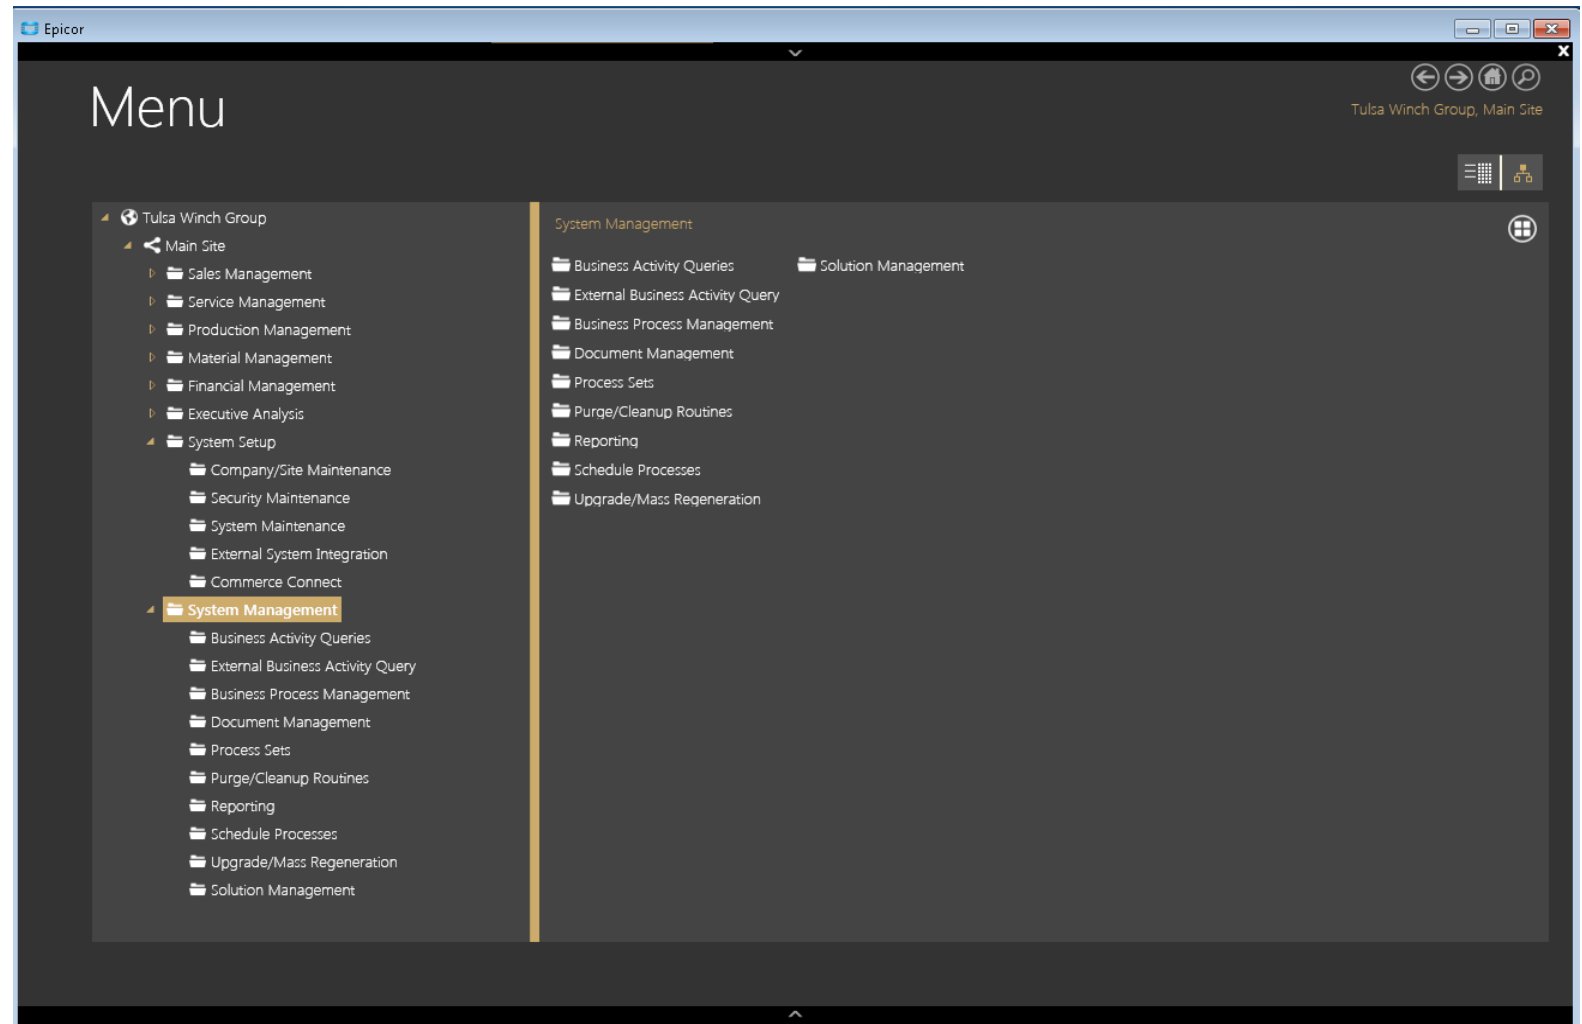 Epicor
Menu
Tulsa Winch Group, Main Site
Tulsa Winch Group
Main Site
Sales Management
Service Management
Production Management
Material Management
Financial Management
Executive Analysis
System Setup
Company/Site Maintenance
Security Maintenance
System Maintenance
External System Integration
Commerce Connect
System Management
Business Activity Queries
External Business Activity Query
Business Process Management
Document Management
Process Sets
Purge/Cleanup Routines
Reporting
Schedule Processes
Upgrade/Mass Regeneration
Solution Management
System Management
Business Activity Queries
External Business Activity Query
Business Process Management
Document Management
Process Sets
Purge/Cleanup Routines
Reporting
Schedule Processes
Upgrade/Mass Regeneration
Solution Management